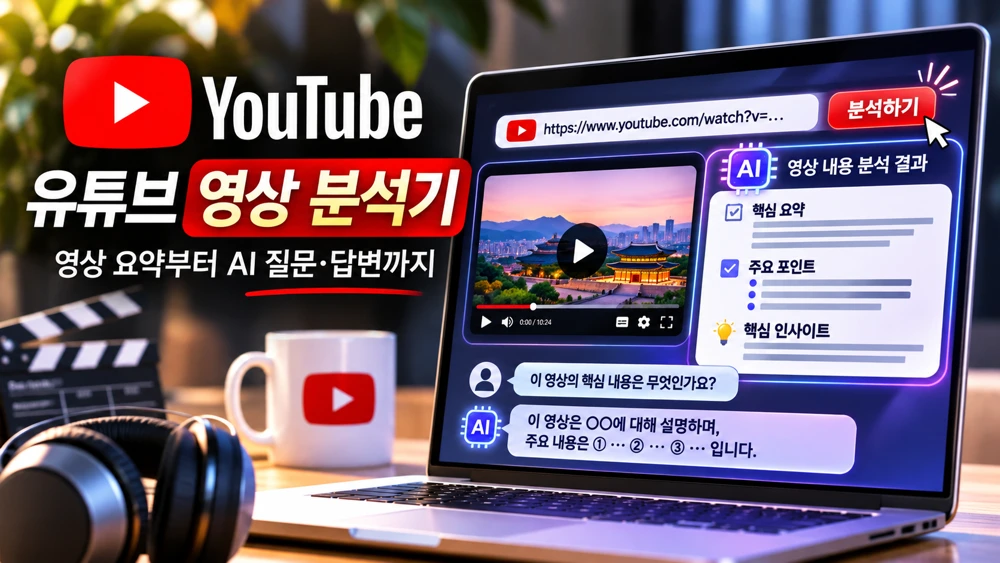 YouTube
유튜브 영상 분석기
영상 요약부터 AI 질문·답변까지
https://www.youtube.com/watch?v=...
분석하기
AI 영상 내용 분석 결과
핵심 요약
주요 포인트
핵심 인사이트
0:00 / 10:24
이 영상의 핵심 내용은 무엇인가요?
AI
이 영상은 ○○에 대해 설명하며,
주요 내용은 ① ··· ② ··· ③ ··· 입니다.